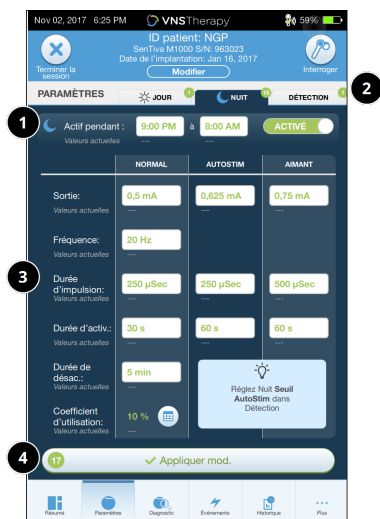 Nov 02, 2017 6:25 PM VNSTherapy® 59%
ID patient: NGP
SenTiva M1000 S/N: 963023
Date de l'implantation: Jan 16, 2017
Modifier
Terminer la session
Interroger
PARAMÈTRES JOUR 1 NUIT 15 DÉTECTION 1
2
1
Actif pendant : 9:00 PM à 8:00 AM ACTIVÉ
Valeurs actuelles --- ---
NORMAL AUTOSTIM AIMANT
Sortie: 0,5 mA 0,625 mA 0,75 mA
Valeurs actuelles --- --- ---
Fréquence: 20 Hz
Valeurs actuelles ---
3
Durée d'impulsion: 250 µSec 250 µSec 500 µSec
Valeurs actuelles --- --- ---
Durée d'activ.: 30 s 60 s 60 s
Valeurs actuelles --- --- ---
Durée de désac.: 5 min
Valeurs actuelles ---
Réglez Nuit Seuil
AutoStim dans
Détection
Coefficient d'utilisation: 10 %
Valeurs actuelles ---
4
17 Appliquer mod.
Résumé Paramètres Diagnostic Événements Historique Plus